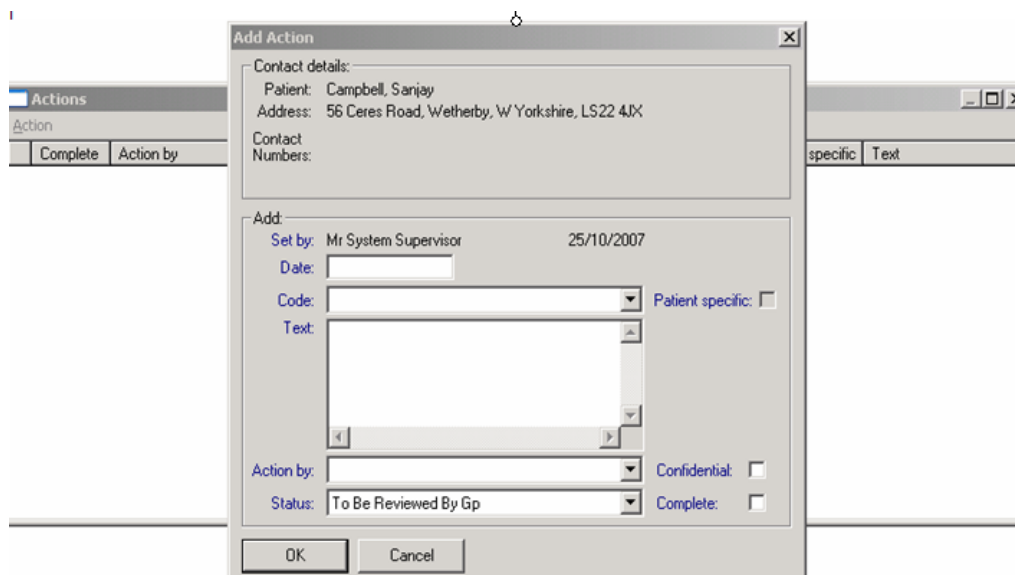 Add Action
Contact details:
Patient: Campbell, Sanjay
Address: 56 Ceres Road, Wetherby, W Yorkshire, LS22 4JX
Contact
Numbers:
Actions
Action
Complete Action by
specific Text
Add:
Set by: Mr System Supervisor 25/10/2007
Date:
Code: Patient specific:
Text:
Action by: Confidential:
Status: To Be Reviewed By Gp Complete:
OK Cancel